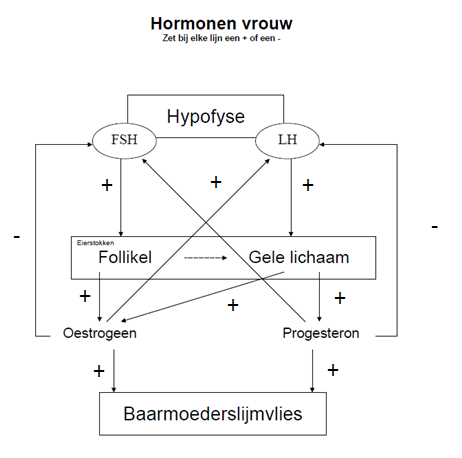 Hormonen vrouw
Zet bij elke lijn een + of een -
Hypofyse
FSH
LH
+
+
+
-
-
Eierstokken
Follikel
Gele lichaam
+
+
+
Oestrogeen
Progesteron
+
+
Baarmoederslijmvlies